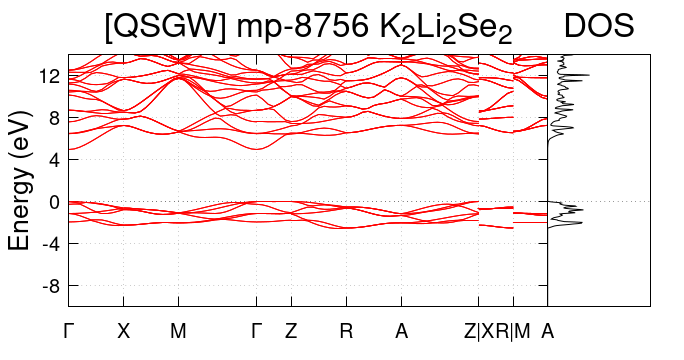 [QSGW] mp-8756 K₂Li₂Se₂ DOS
Energy (eV)
12
8
4
0
-4
-8
Γ X M Γ Z R A Z|XR|M A